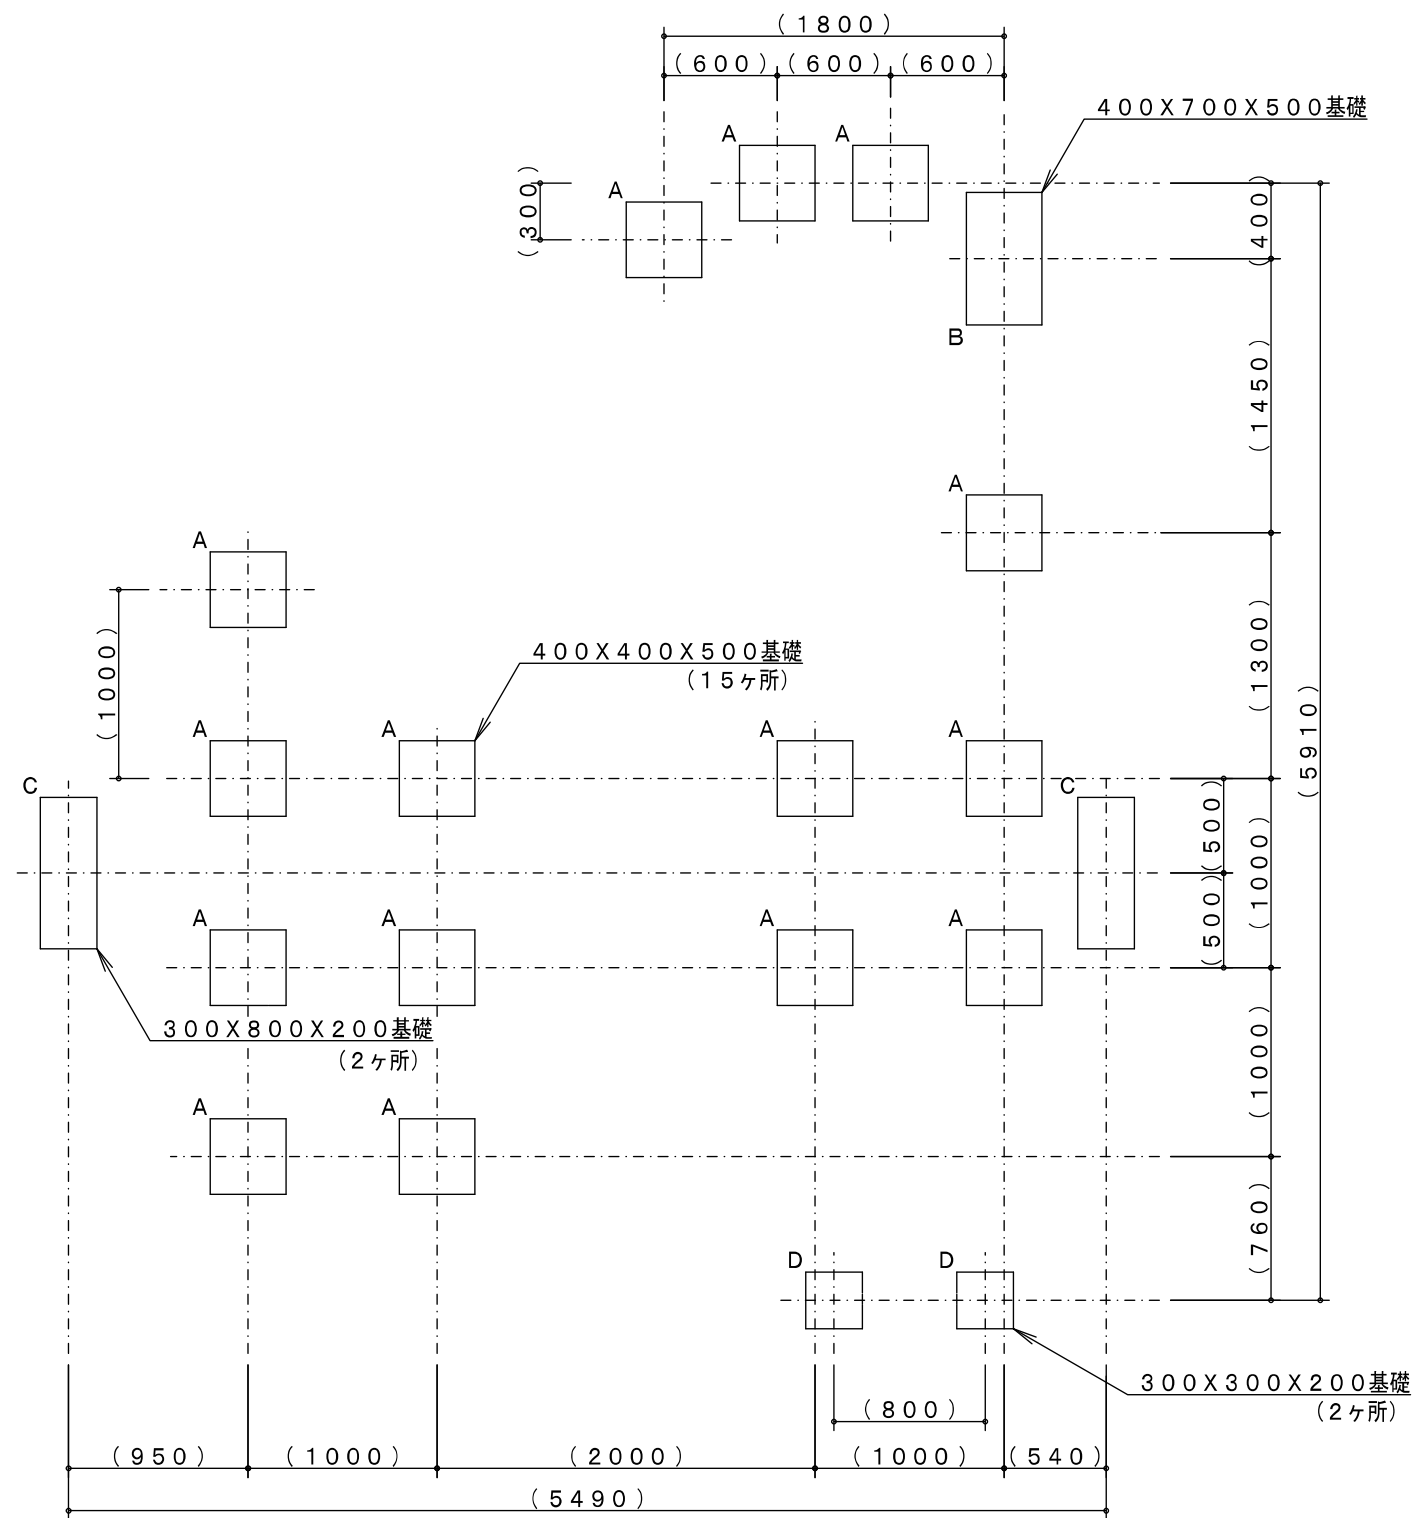 (1800)
(600) (600) (600)
400X700X500基礎
A A
A
(300)
(400)
B
(1450)
A
A
(1000)
400X400X500基礎
(15ヶ所)
(1300)
(5910)
A A A A
C C
(500)
(1000)
(500)
A A A A
300X800X200基礎
(2ヶ所)
(1000)
A A
(760)
D D
300X300X200基礎
(2ヶ所)
(800)
(950) (1000) (2000) (1000) (540)
(5490)